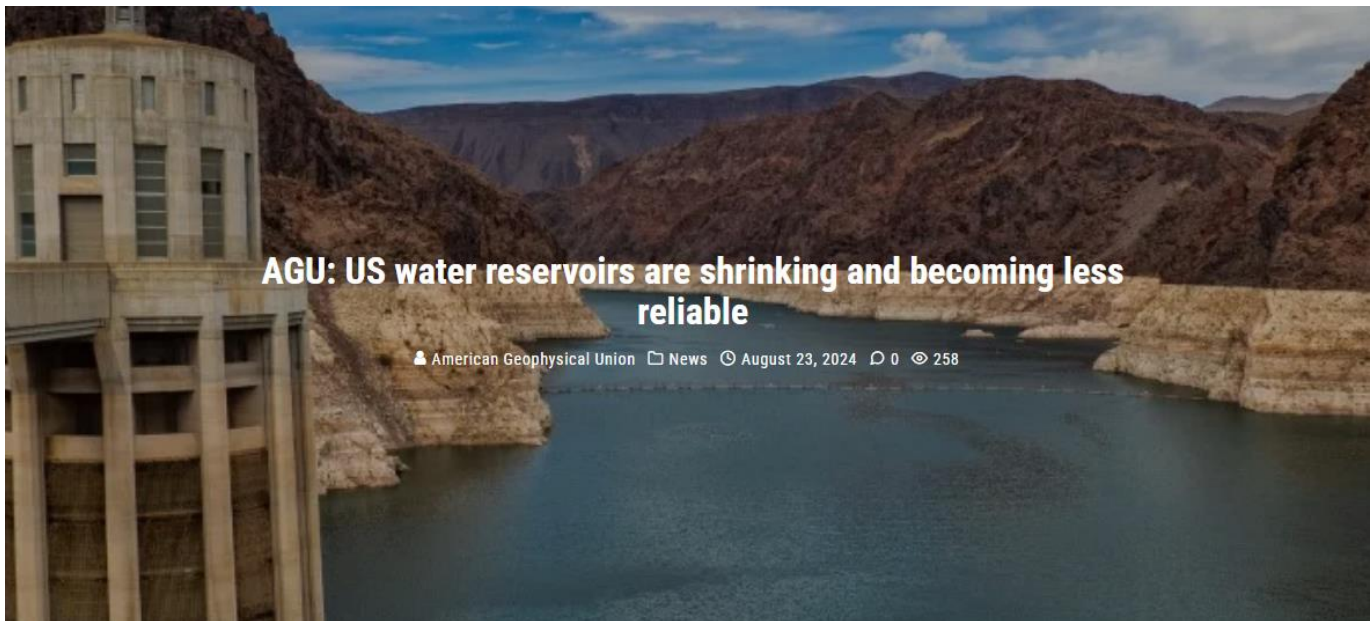 AGU: US water reservoirs are shrinking and becoming less
reliable
American Geophysical Union News August 23, 2024 0 258